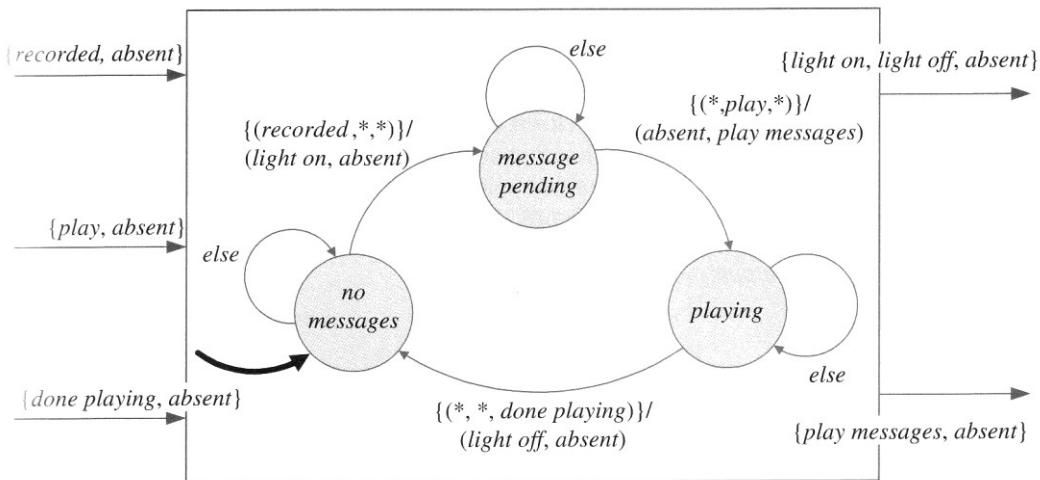 {recorded, absent}
else
{light on, light off, absent}
{(*,play,*)}/
(absent, play messages)
{(recorded,*,*)}/
(light on, absent)
message
pending
{play, absent}
else
no
messages
playing
else
{done playing, absent}
{(*, *, done playing)}/
(light off, absent)
{play messages, absent}